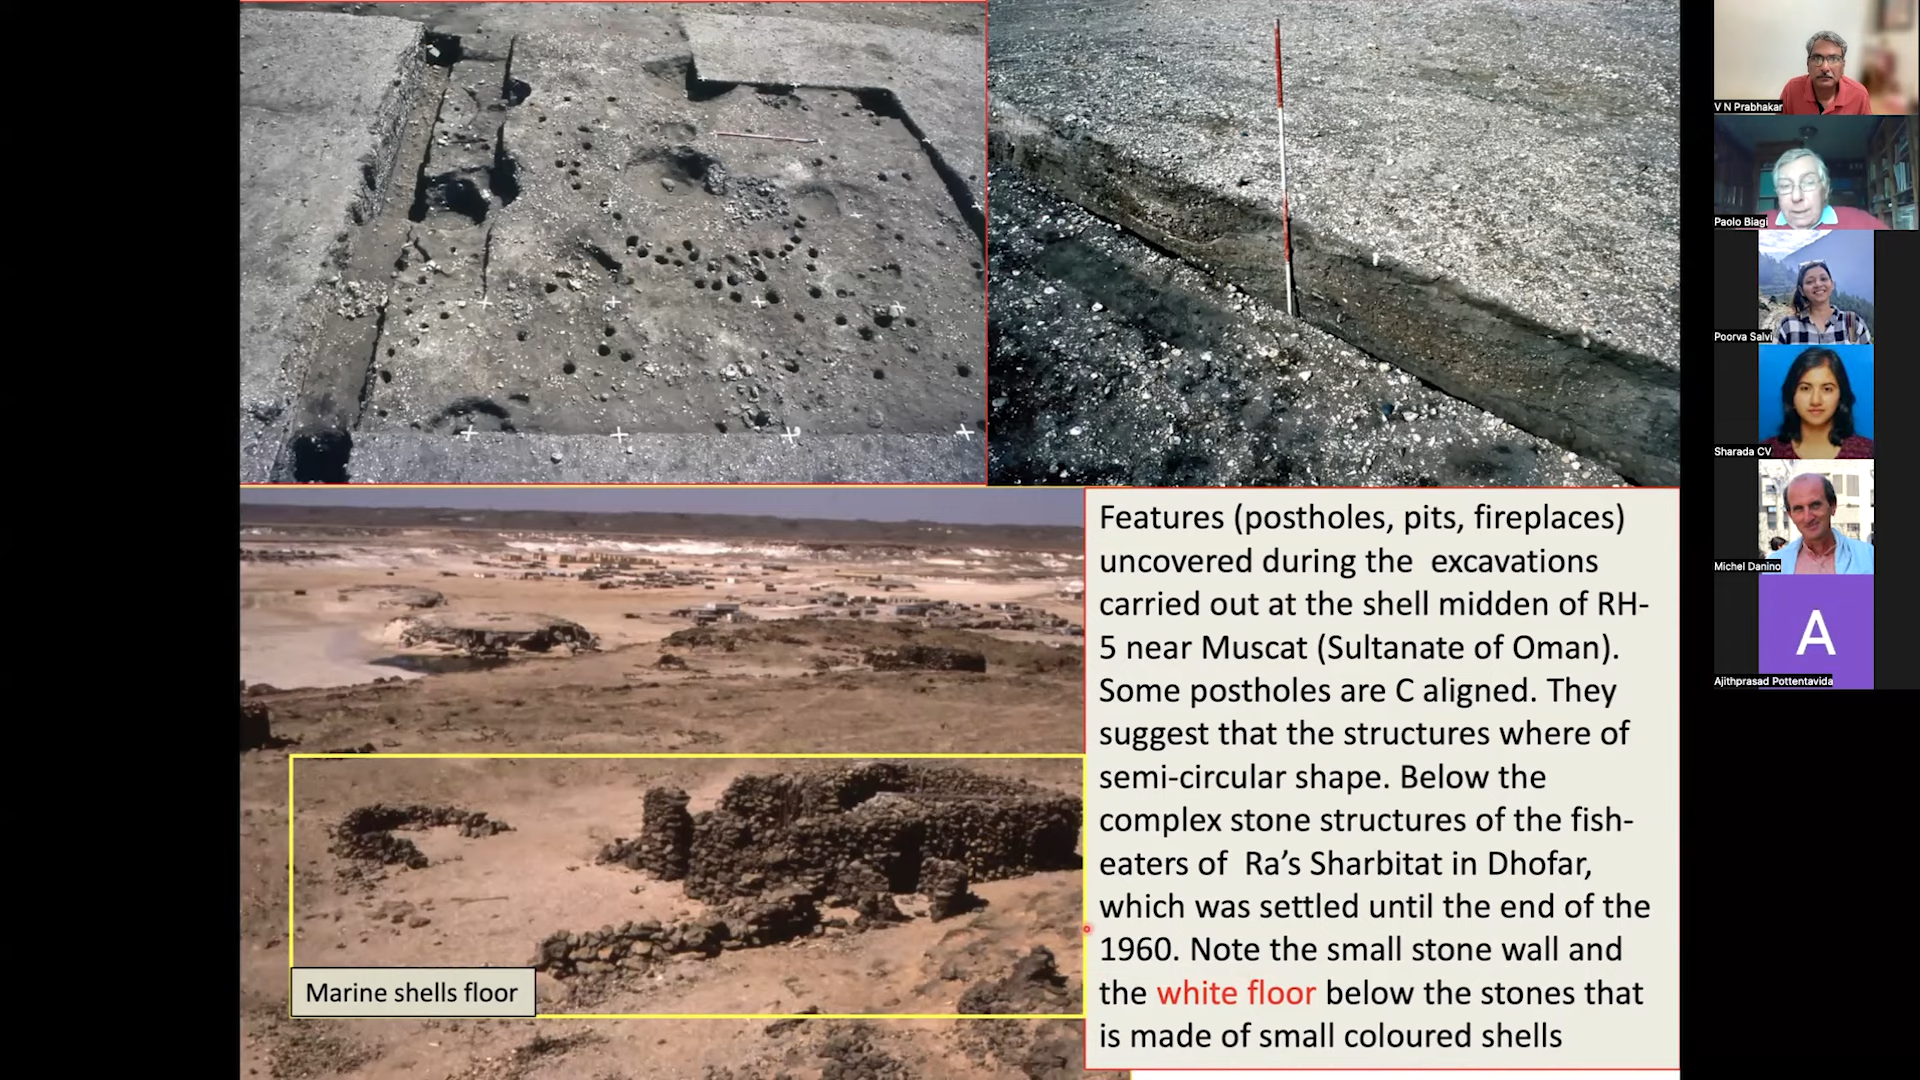 Features (postholes, pits, fireplaces)
uncovered during the excavations
carried out at the shell midden of RH-
5 near Muscat (Sultanate of Oman).
Some postholes are C aligned. They
suggest that the structures where of
semi-circular shape. Below the
complex stone structures of the fish-
eaters of Ra’s Sharbitat in Dhofar,
which was settled until the end of the
1960. Note the small stone wall and
the white floor below the stones that
is made of small coloured shells
Marine shells floor
V N Prabhakar
Paolo Biagi
Poorva Salvi
Sharada CV
Michel Danino
A
Ajithprasad Pottentavida